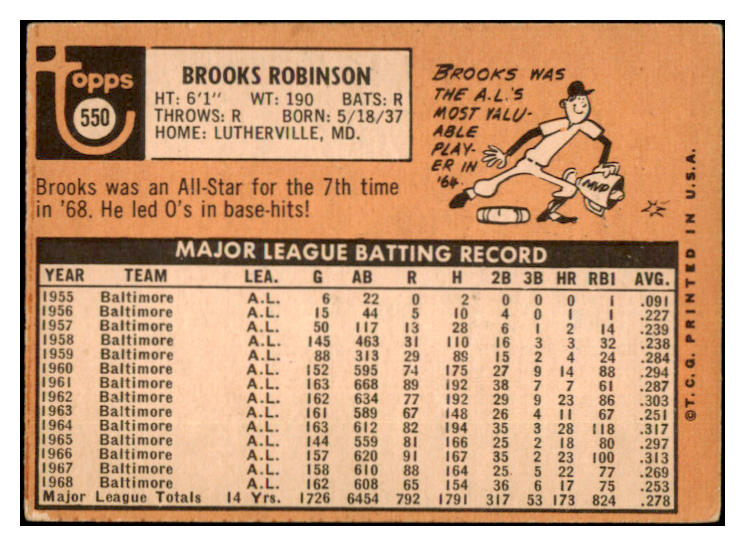 topps
550
BROOKS ROBINSON
HT: 6'1" WT: 190 BATS: R
THROWS: R BORN: 5/18/37
HOME: LUTHERVILLE, MD.
BROOKS WAS
THE A.L.'S
MOST VALU-
ABLE
PLAY-
ER IN
'64.
MVP
Brooks was an All-Star for the 7th time
in '68. He led O's in base-hits!
MAJOR LEAGUE BATTING RECORD
YEAR TEAM LEA. G AB R H 2B 3B HR RBI AVG.
1955 Baltimore A.L. 6 22 0 2 0 0 0 1 .091
1956 Baltimore A.L. 15 44 5 10 4 0 1 1 .227
1957 Baltimore A.L. 50 117 13 28 6 1 2 14 .239
1958 Baltimore A.L. 145 463 31 110 16 3 3 32 .238
1959 Baltimore A.L. 88 313 29 89 15 2 4 24 .284
1960 Baltimore A.L. 152 595 74 175 27 9 14 88 .294
1961 Baltimore A.L. 163 668 89 192 38 7 7 61 .287
1962 Baltimore A.L. 162 634 77 192 29 9 23 86 .303
1963 Baltimore A.L. 161 589 67 148 26 4 11 67 .251
1964 Baltimore A.L. 163 612 82 194 35 3 28 118 .317
1965 Baltimore A.L. 144 559 81 166 25 2 18 80 .297
1966 Baltimore A.L. 157 620 91 167 35 2 23 100 .313
1967 Baltimore A.L. 158 610 88 164 25 5 22 77 .269
1968 Baltimore A.L. 162 608 65 154 36 6 17 75 .253
Major League Totals 14 Yrs. 1726 6454 792 1791 317 53 173 824 .278
©T.C.G. PRINTED IN U.S.A.